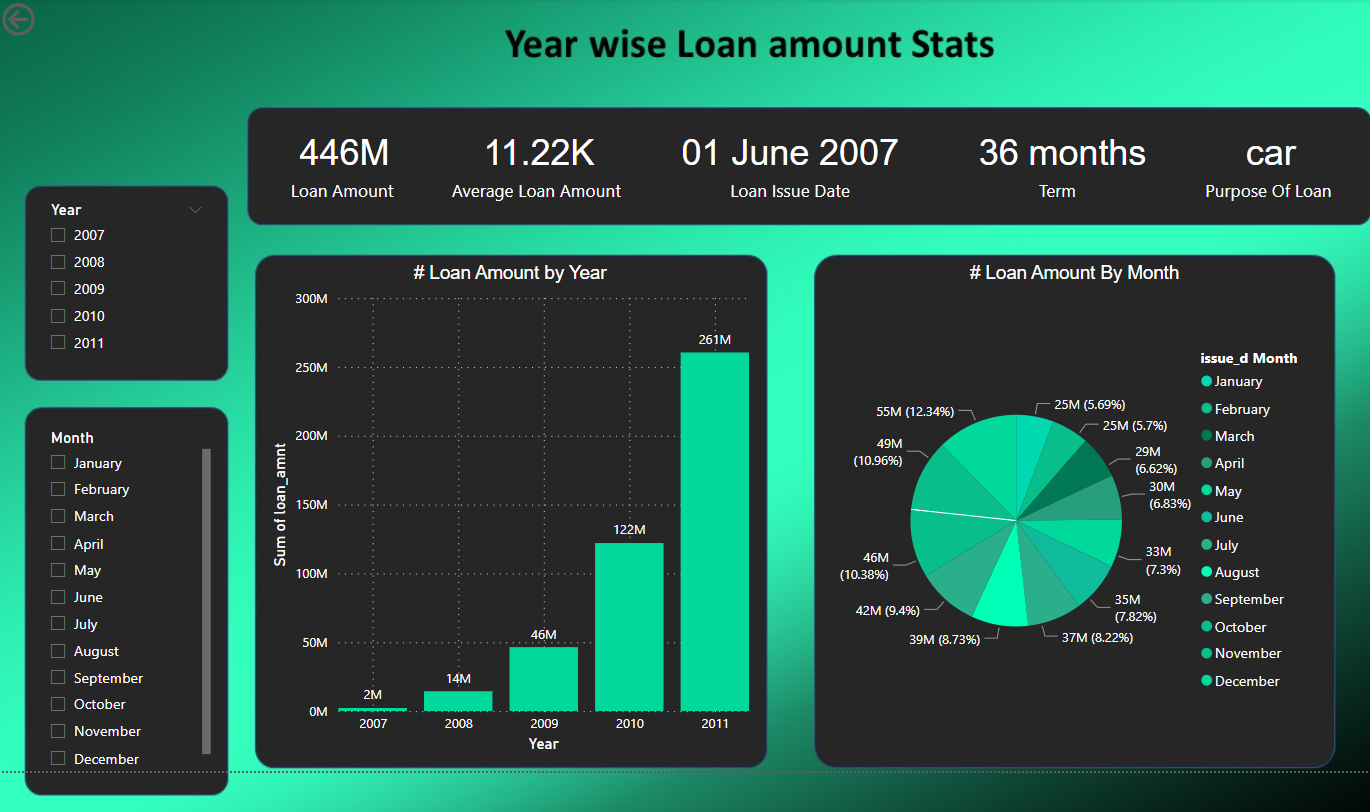 Year wise Loan amount Stats
446M
Loan Amount
11.22K
Average Loan Amount
01 June 2007
Loan Issue Date
36 months
Term
car
Purpose Of Loan
Year
2007
2008
2009
2010
2011
Month
January
February
March
April
May
June
July
August
September
October
November
December
# Loan Amount by Year
Sum of loan_amnt
300M
250M
200M
150M
100M
50M
0M
2M
14M
46M
122M
261M
2007
2008
2009
2010
2011
Year
# Loan Amount By Month
25M (5.69%)
25M (5.7%)
29M
(6.62%)
30M
(6.83%)
33M
(7.3%)
35M
(7.82%)
37M (8.22%)
39M (8.73%)
42M (9.4%)
46M
(10.38%)
49M
(10.96%)
55M (12.34%)
issue_d Month
January
February
March
April
May
June
July
August
September
October
November
December